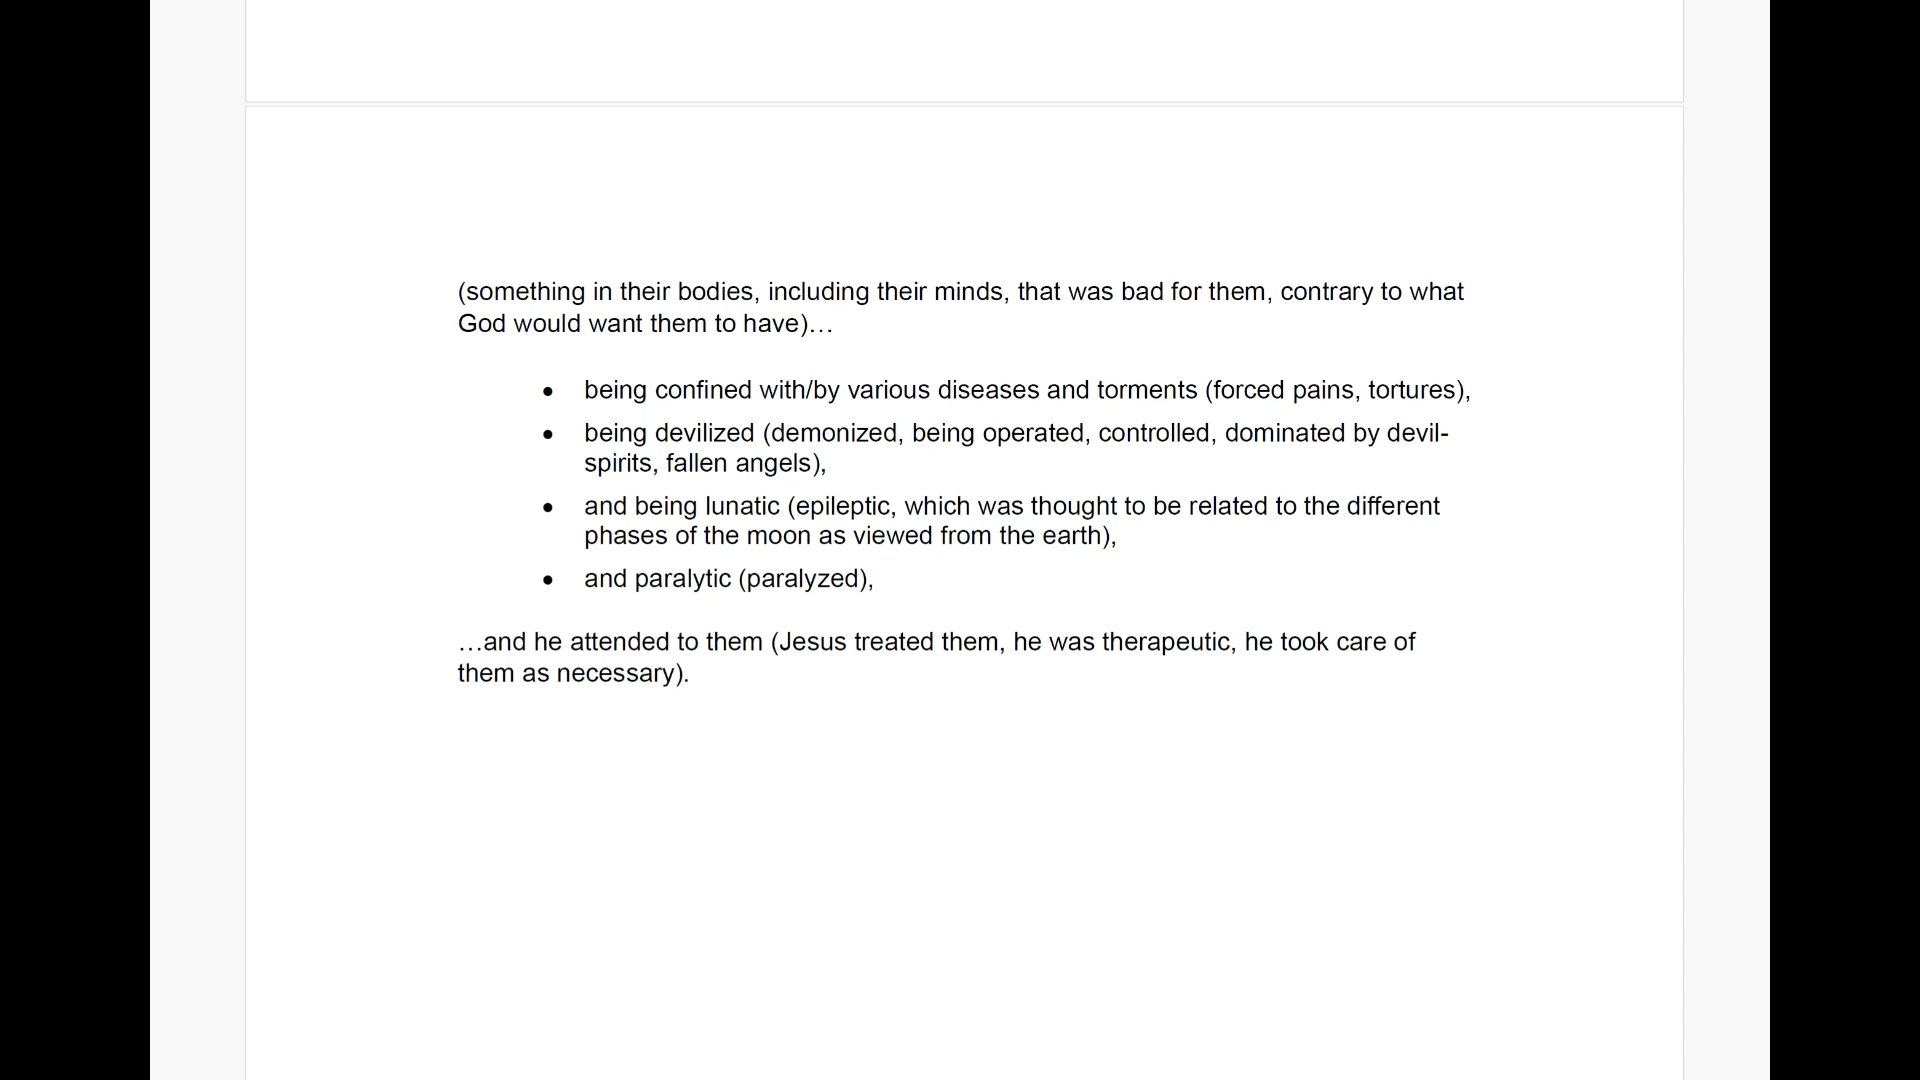 (something in their bodies, including their minds, that was bad for them, contrary to what
God would want them to have)…
• being confined with/by various diseases and torments (forced pains, tortures),
• being devilized (demonized, being operated, controlled, dominated by devil-
spirits, fallen angels),
• and being lunatic (epileptic, which was thought to be related to the different
phases of the moon as viewed from the earth),
• and paralytic (paralyzed),
…and he attended to them (Jesus treated them, he was therapeutic, he took care of
them as necessary).